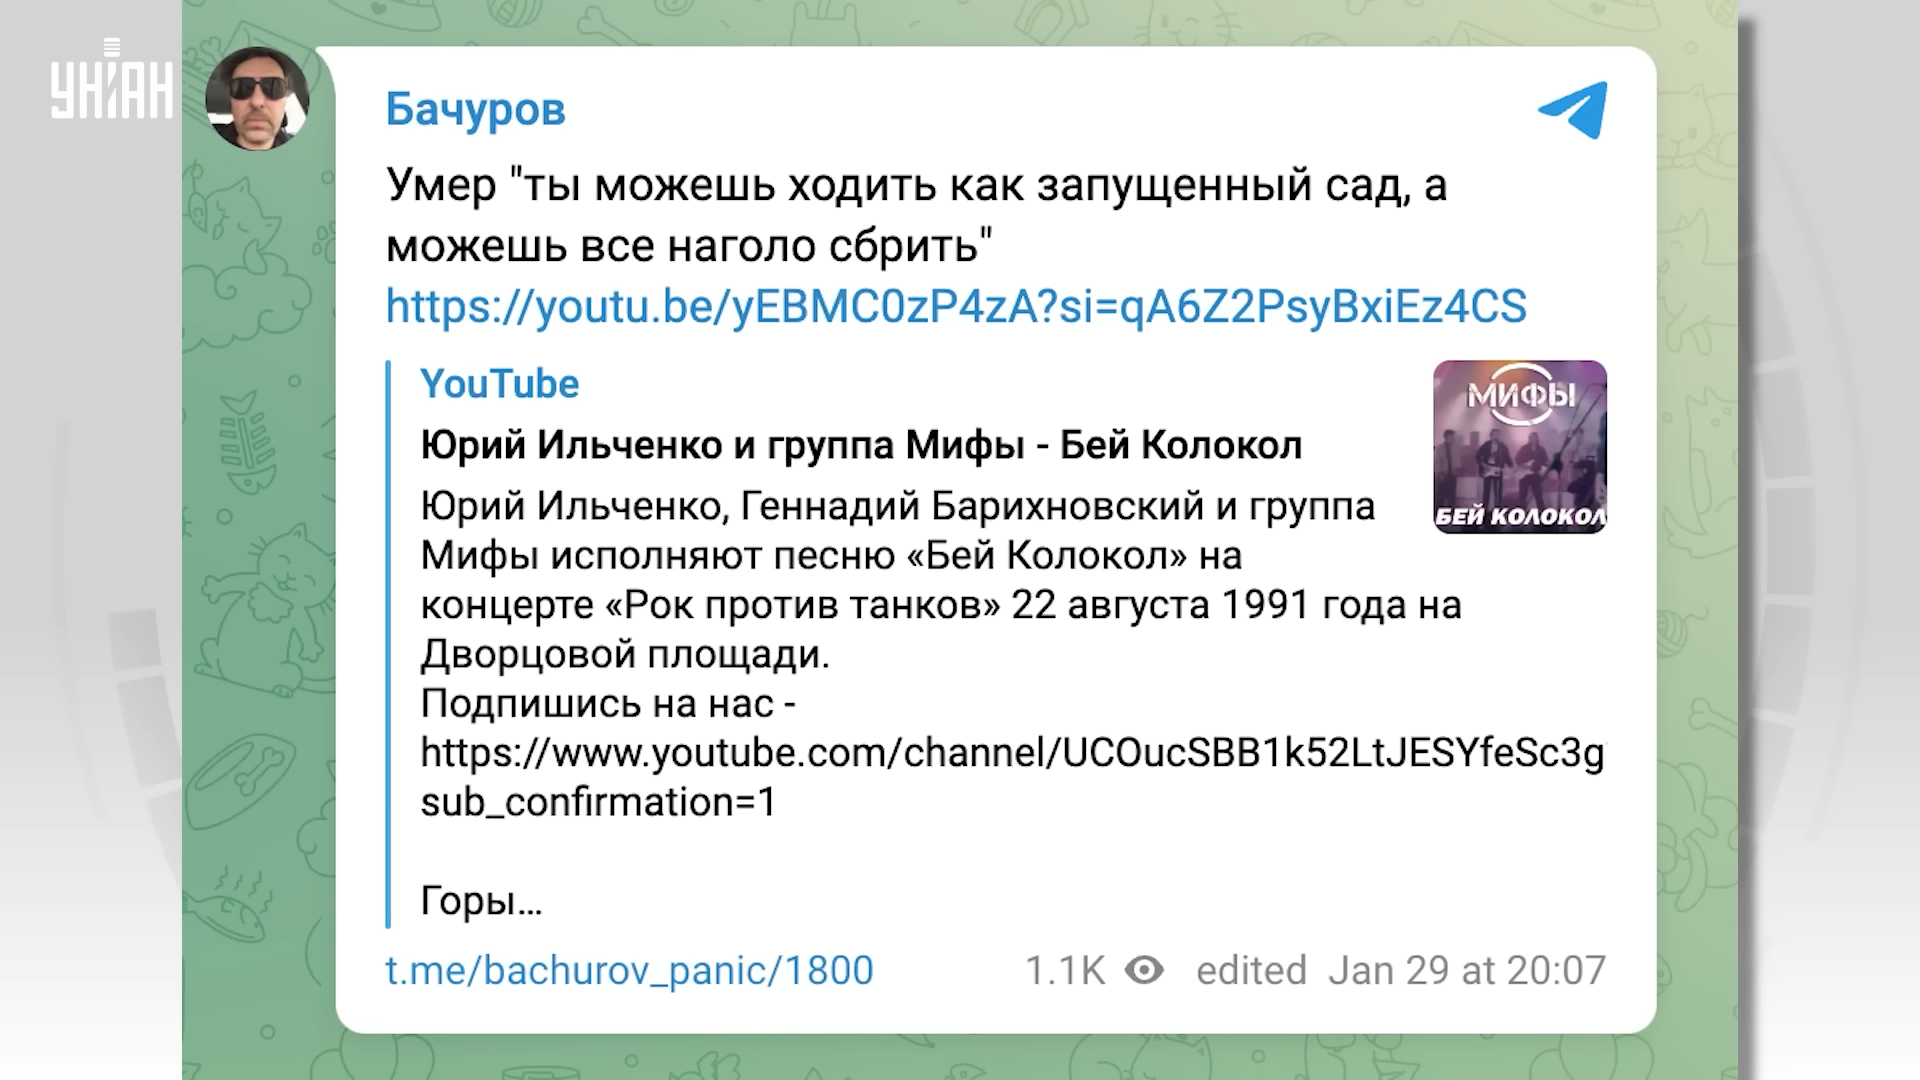 УНІАН
Бачуров
Умер "ты можешь ходить как запущенный сад, а
можешь все наголо сбрить"
https://youtu.be/yEBMC0zP4zA?si=qA6Z2PsyBxiEz4CS
YouTube
Юрий Ильченко и группа Мифы - Бей Колокол
МИФЫ
БЕЙ КОЛОКОЛ
Юрий Ильченко, Геннадий Барихновский и группа
Мифы исполняют песню «Бей Колокол» на
концерте «Рок против танков» 22 августа 1991 года на
Дворцовой площади.
Подпишись на нас -
https://www.youtube.com/channel/UCOucSBB1k52LtJESYfeSc3g
sub_confirmation=1
Горы…
t.me/bachurov_panic/1800
1.1K edited Jan 29 at 20:07